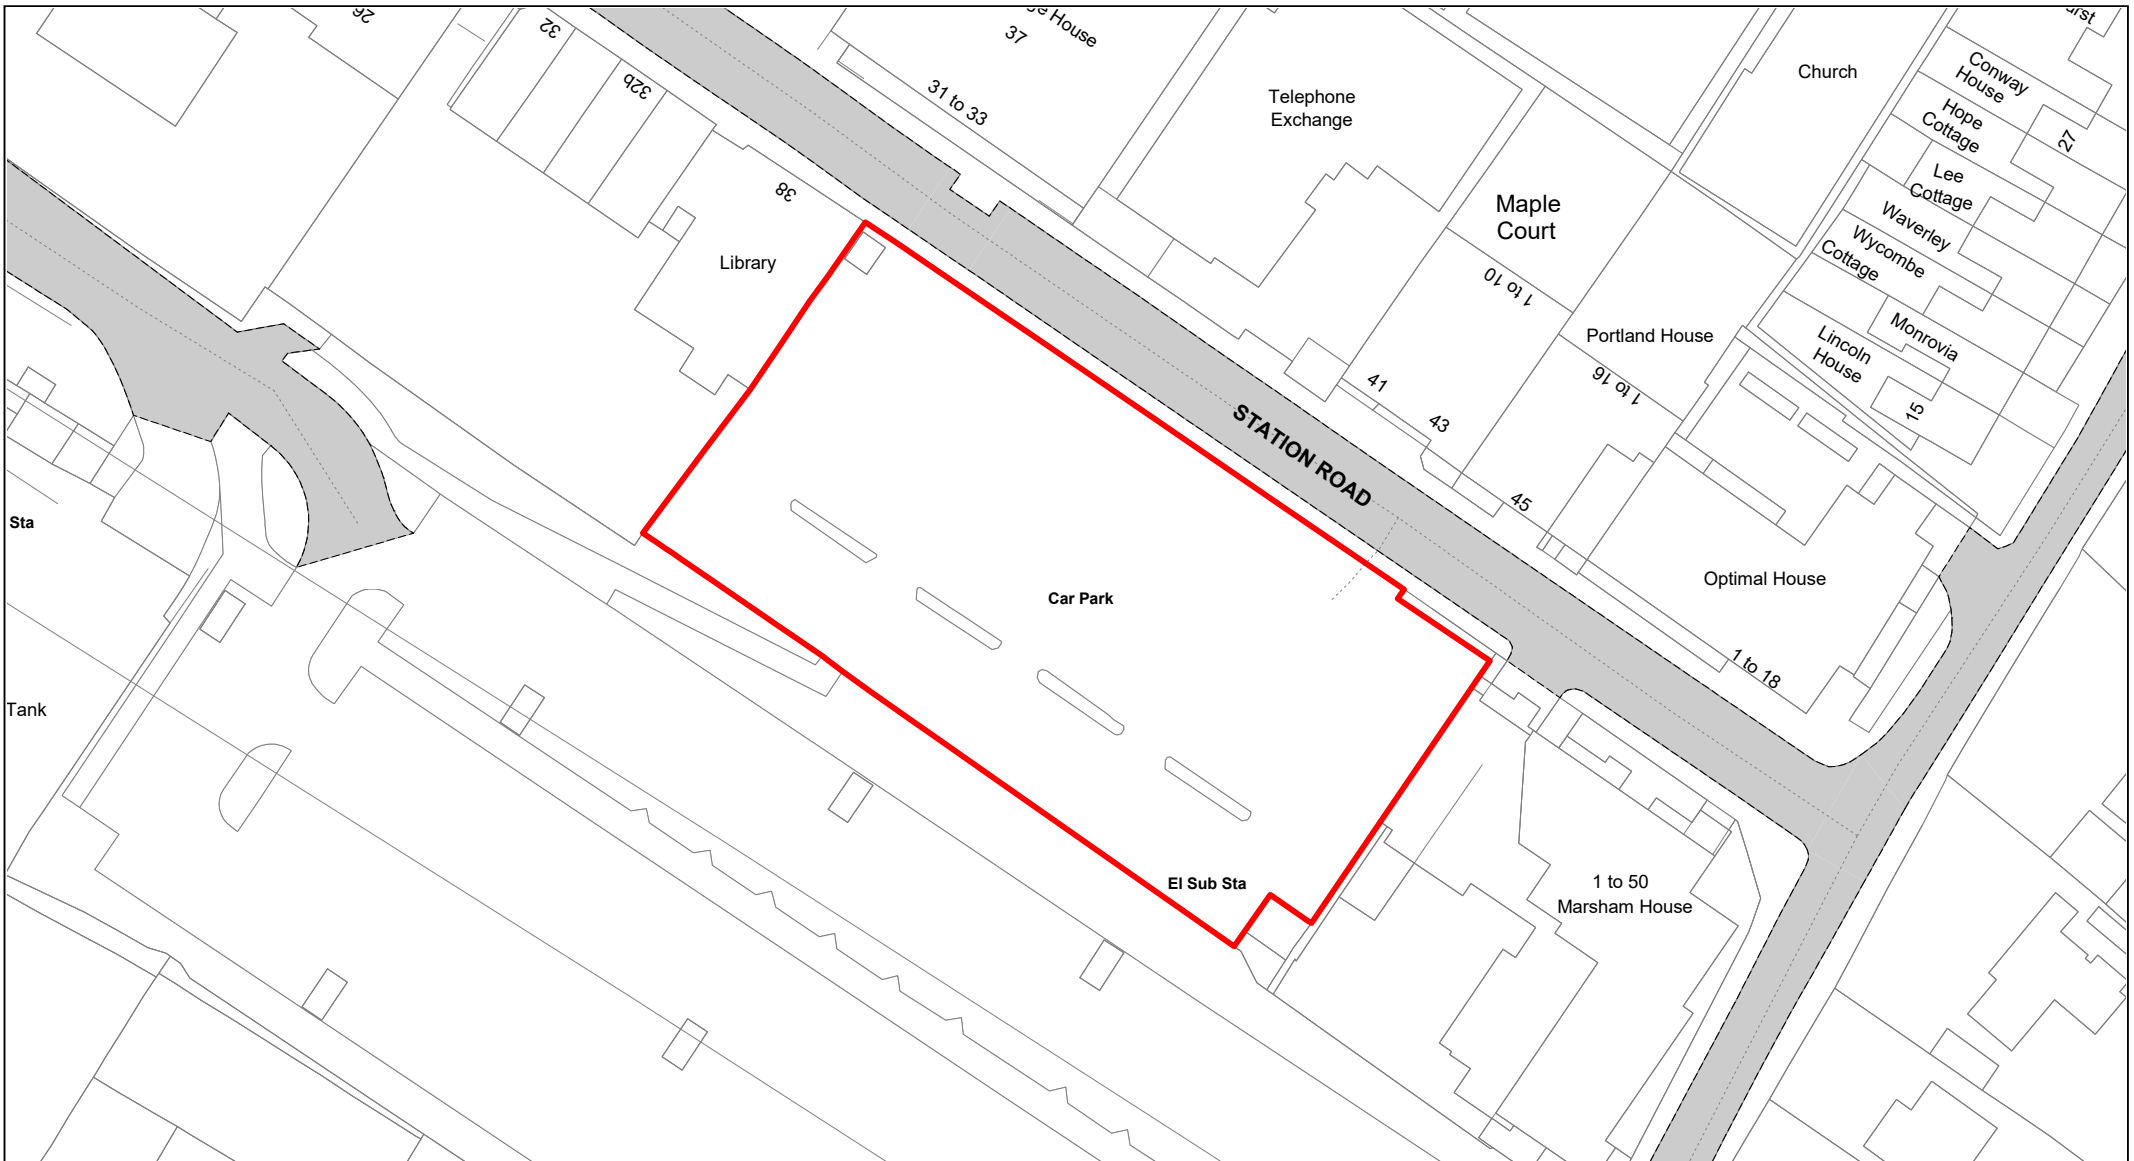 26
32
32b
ge House
37
31 to 33
38
Library
Telephone
Exchange
Church
Conway
House
Hope
Cottage
27
Lee
Cottage
Waverley
Wycombe
Cottage
Monrovia
Lincoln
House
15
Maple
Court
1 to 10
Portland House
1 to 16
41
43
45
STATION ROAD
Optimal House
1 to 18
Sta
Tank
Car Park
El Sub Sta
1 to 50
Marsham House